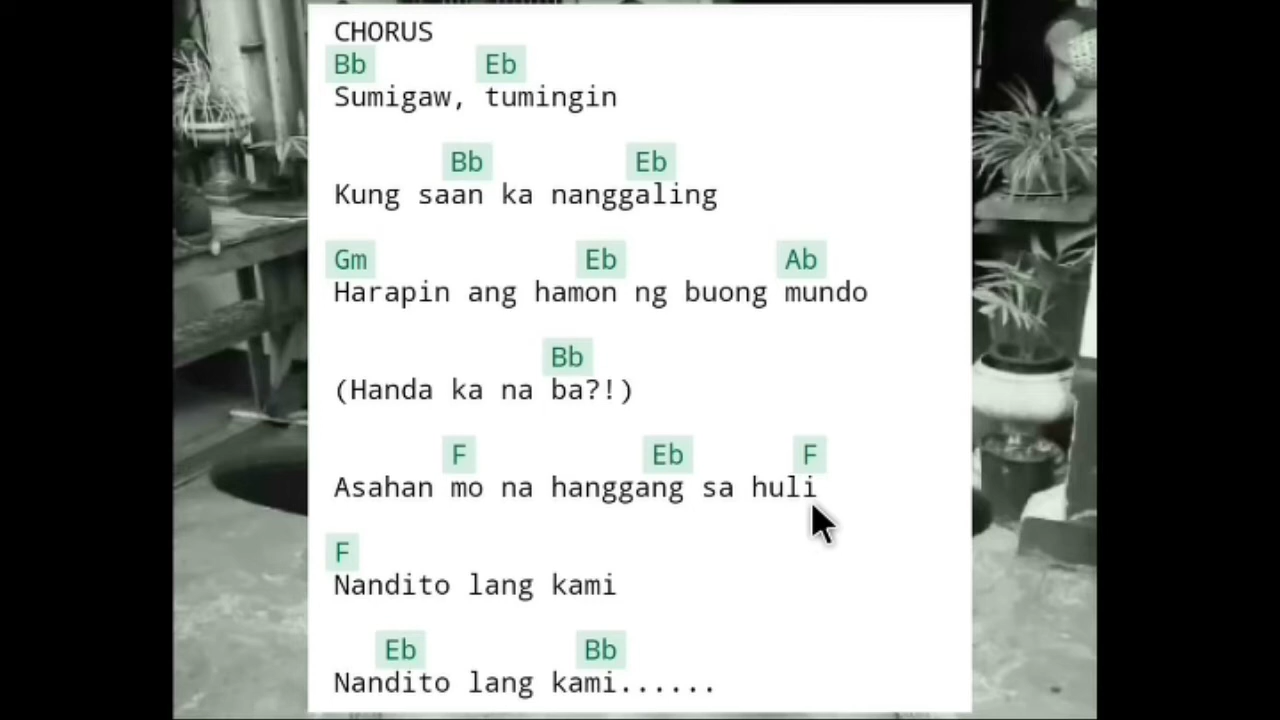 CHORUS
Bb Eb
Sumigaw, tumingin
Bb Eb
Kung saan ka nanggaling
Gm Eb Ab
Harapin ang hamon ng buong mundo
Bb
(Handa ka na ba?!)
F Eb F
Asahan mo na hanggang sa huli
F
Nandito lang kami
Eb Bb
Nandito lang kami......